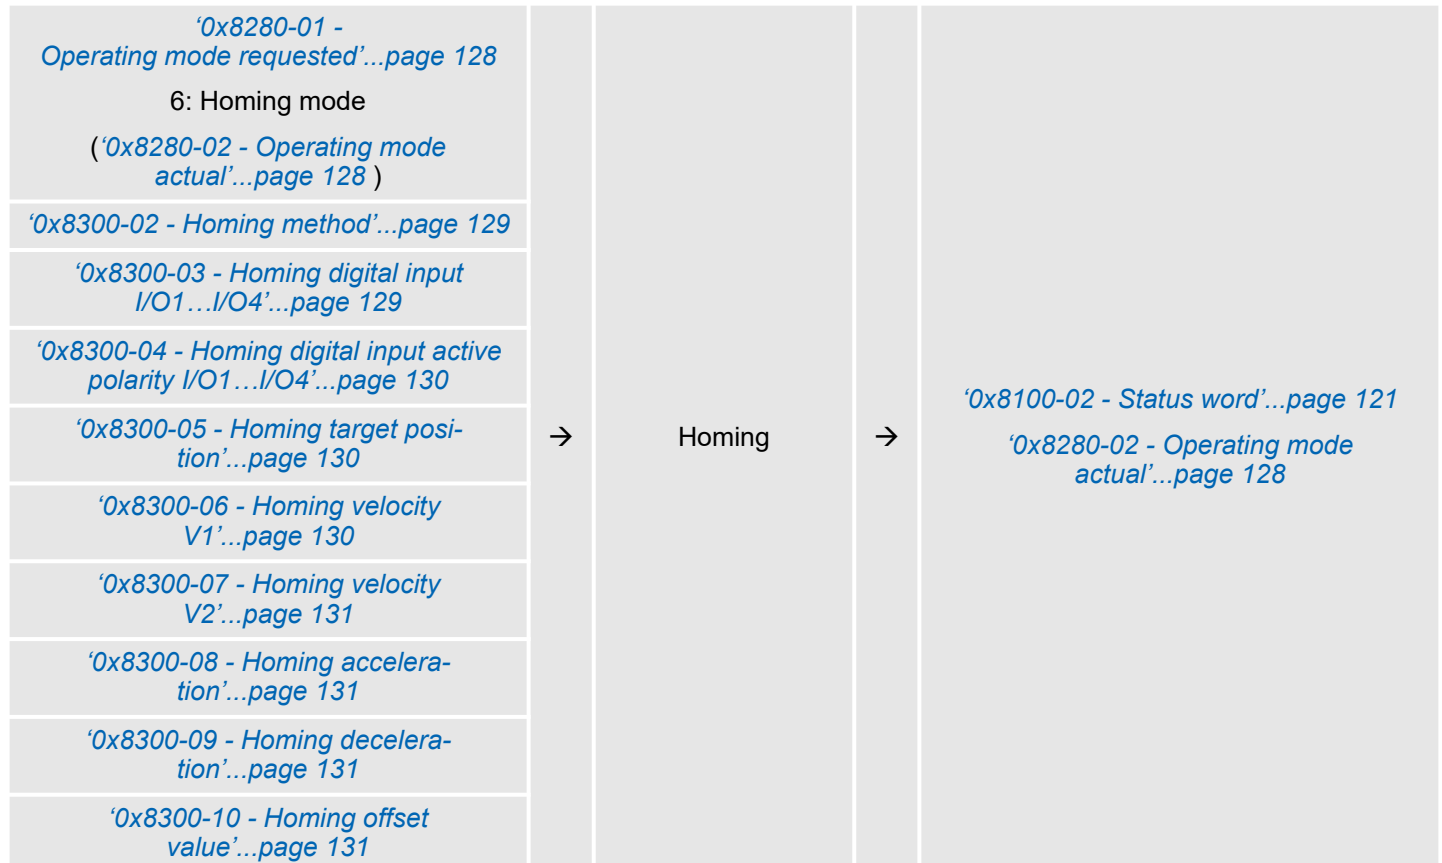 ‘0x8280-01 -
Operating mode requested’...page 128
6: Homing mode
(‘0x8280-02 - Operating mode
actual’...page 128 )
‘0x8300-02 - Homing method’...page 129
‘0x8300-03 - Homing digital input
I/O1…I/O4’...page 129
‘0x8300-04 - Homing digital input active
polarity I/O1…I/O4’...page 130
‘0x8300-05 - Homing target posi-
tion’...page 130
‘0x8300-06 - Homing velocity
V1’...page 130
‘0x8300-07 - Homing velocity
V2’...page 131
‘0x8300-08 - Homing accelera-
tion’...page 131
‘0x8300-09 - Homing decelera-
tion’...page 131
‘0x8300-10 - Homing offset
value’...page 131
→
Homing
→
‘0x8100-02 - Status word’...page 121
‘0x8280-02 - Operating mode
actual’...page 128